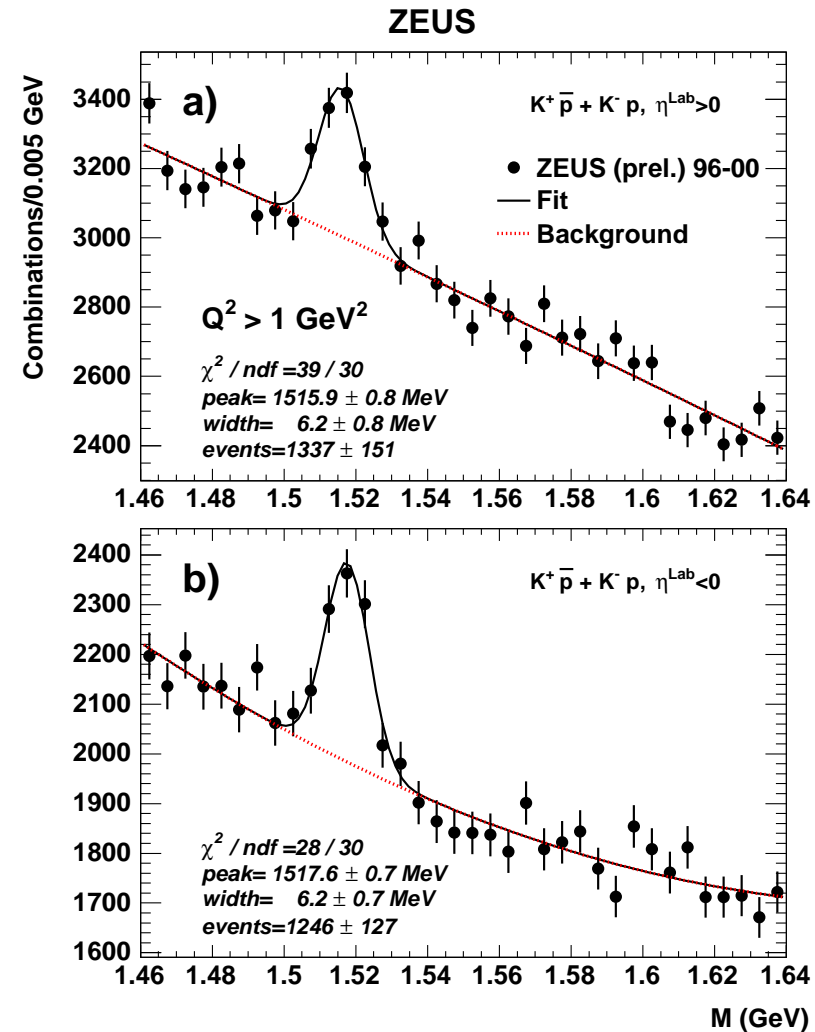 ZEUS
Combinations/0.005 GeV
a)
K⁺ p̅ + K⁻ p, η^Lab>0
ZEUS (prel.) 96-00
Fit
Background
Q² > 1 GeV²
χ² / ndf =39 / 30
peak= 1515.9 ± 0.8 MeV
width= 6.2 ± 0.8 MeV
events=1337 ± 151
3400
3200
3000
2800
2600
2400
1.46 1.48 1.5 1.52 1.54 1.56 1.58 1.6 1.62 1.64
b)
K⁺ p̅ + K⁻ p, η^Lab<0
χ² / ndf =28 / 30
peak= 1517.6 ± 0.7 MeV
width= 6.2 ± 0.7 MeV
events=1246 ± 127
2400
2300
2200
2100
2000
1900
1800
1700
1600
1.46 1.48 1.5 1.52 1.54 1.56 1.58 1.6 1.62 1.64
M (GeV)